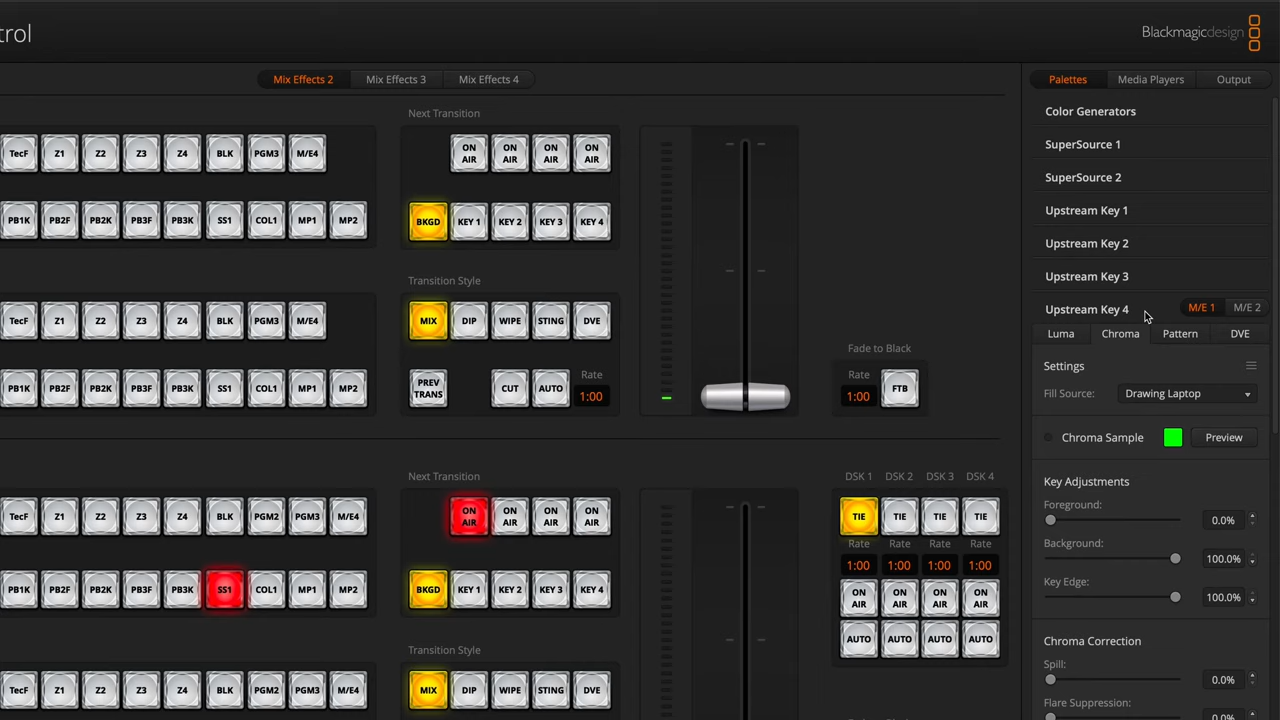 trol
Blackmagicdesign
Mix Effects 2 Mix Effects 3 Mix Effects 4
Palettes Media Players Output
Next Transition
TecF Z1 Z2 Z3 Z4 BLK PGM3 M/E4
ON AIR ON AIR ON AIR ON AIR
PB1K PB2F PB2K PB3F PB3K SS1 COL1 MP1 MP2
BKGD KEY 1 KEY 2 KEY 3 KEY 4
Transition Style
TecF Z1 Z2 Z3 Z4 BLK PGM3 M/E4
MIX DIP WIPE STING DVE
PB1K PB2F PB2K PB3F PB3K SS1 COL1 MP1 MP2
PREV TRANS CUT AUTO Rate 1:00
Fade to Black
Rate 1:00 FTB
Next Transition
TecF Z1 Z2 Z3 Z4 BLK PGM2 PGM3 M/E4
ON AIR ON AIR ON AIR ON AIR
PB1K PB2F PB2K PB3F PB3K SS1 COL1 MP1 MP2
BKGD KEY 1 KEY 2 KEY 3 KEY 4
Transition Style
TecF Z1 Z2 Z3 Z4 BLK PGM2 PGM3 M/E4
MIX DIP WIPE STING DVE
DSK 1 DSK 2 DSK 3 DSK 4
TIE TIE TIE TIE
Rate Rate Rate Rate
1:00 1:00 1:00 1:00
ON AIR ON AIR ON AIR ON AIR
AUTO AUTO AUTO AUTO
Color Generators
SuperSource 1
SuperSource 2
Upstream Key 1
Upstream Key 2
Upstream Key 3
Upstream Key 4 M/E 1 M/E 2
Luma Chroma Pattern DVE
Settings
Fill Source: Drawing Laptop
Chroma Sample Preview
Key Adjustments
Foreground:
0.0%
Background:
100.0%
Key Edge:
100.0%
Chroma Correction
Spill:
0.0%
Flare Suppression:
0.0%